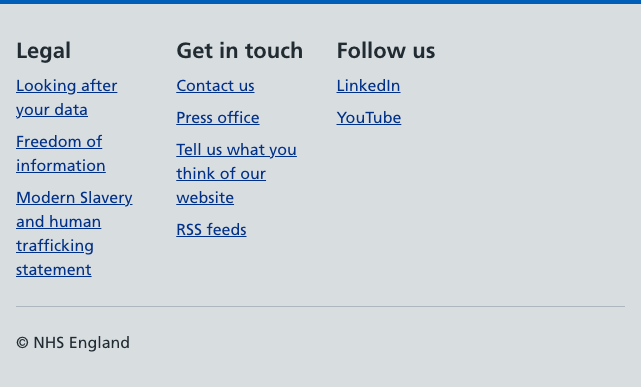 Legal
Looking after
your data
Freedom of
information
Modern Slavery
and human
trafficking
statement
Get in touch
Contact us
Press office
Tell us what you
think of our
website
RSS feeds
Follow us
LinkedIn
YouTube
© NHS England